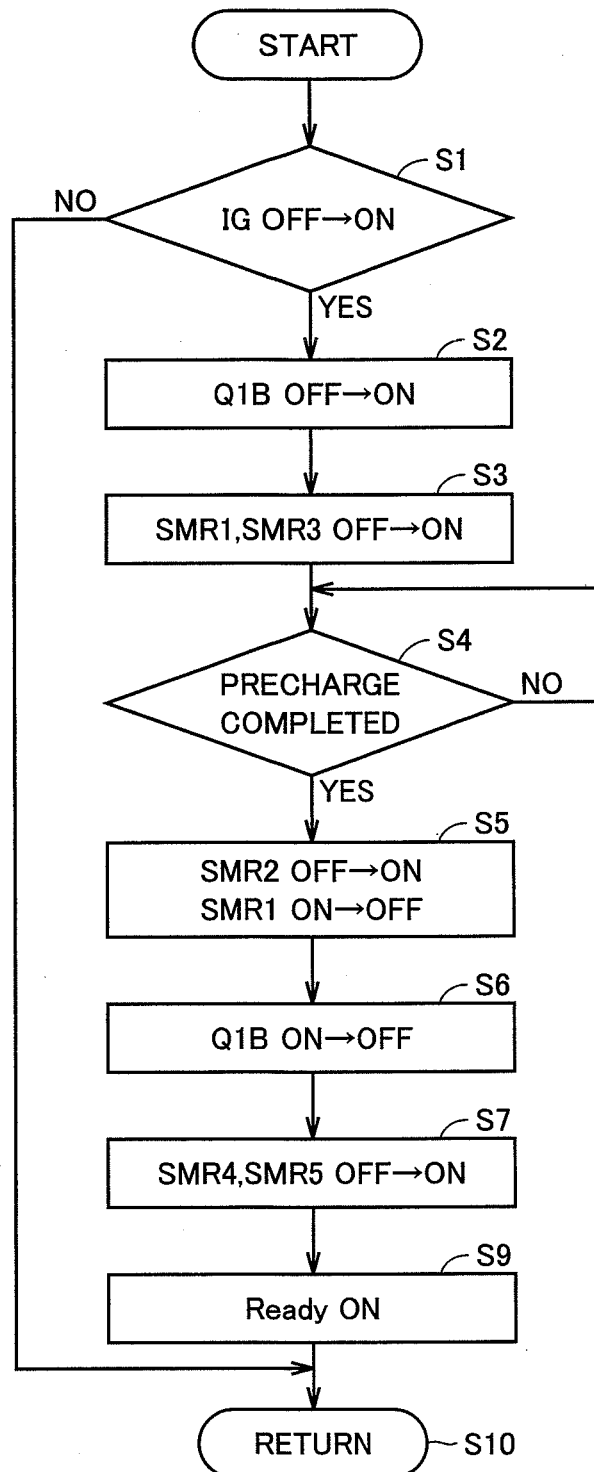 START
S1
NO
IG OFF→ON
YES
S2
Q1B OFF→ON
S3
SMR1,SMR3 OFF→ON
S4
PRECHARGE
COMPLETED
NO
YES
S5
SMR2 OFF→ON
SMR1 ON→OFF
S6
Q1B ON→OFF
S7
SMR4,SMR5 OFF→ON
S9
Ready ON
RETURN
S10